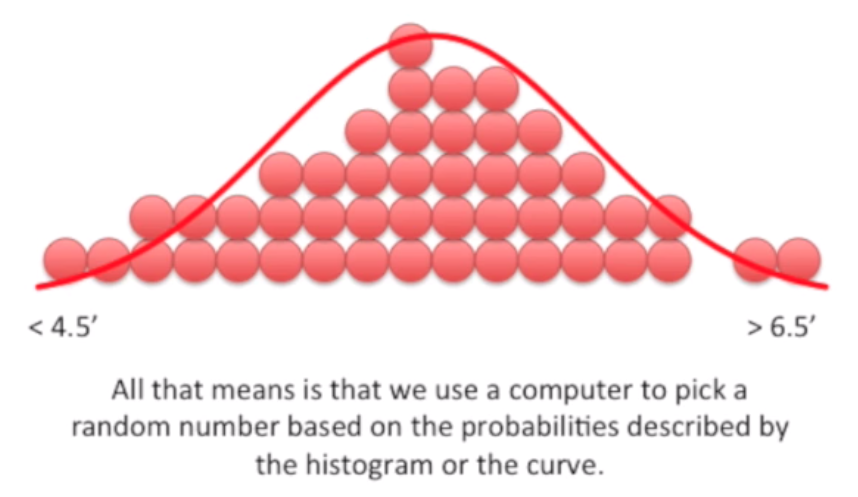 < 4.5′
> 6.5′
All that means is that we use a computer to pick a
random number based on the probabilities described by
the histogram or the curve.